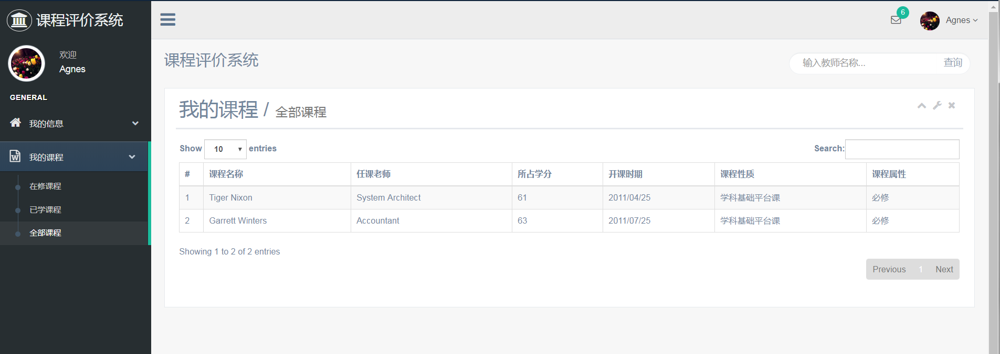 课程评价系统
欢迎
Agnes
GENERAL
我的信息
我的课程
在修课程
已学课程
全部课程
6
Agnes
课程评价系统
输入教师名称...
查询
我的课程 / 全部课程
Show 10 entries
Search:
# 课程名称 任课老师 所占学分 开课时期 课程性质 课程属性
1 Tiger Nixon System Architect 61 2011/04/25 学科基础平台课 必修
2 Garrett Winters Accountant 63 2011/07/25 学科基础平台课 必修
Showing 1 to 2 of 2 entries
Previous 1 Next